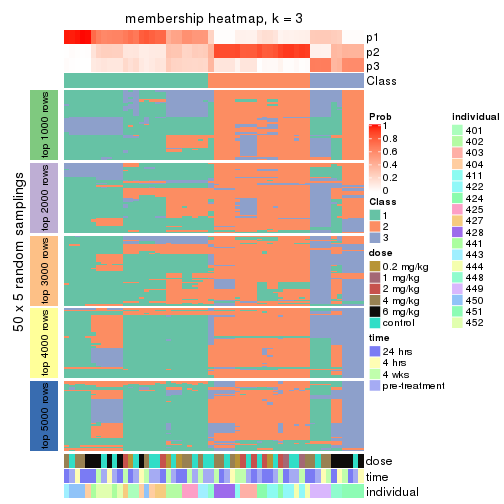 membership heatmap, k = 3
p1
p2
p3
Class
50 x 5 random samplings
top 1000 rows
top 2000 rows
top 3000 rows
top 4000 rows
top 5000 rows
dose
time
individual
Prob
1
0.8
0.6
0.4
0.2
0
Class
1
2
3
dose
0.2 mg/kg
1 mg/kg
2 mg/kg
4 mg/kg
6 mg/kg
control
time
24 hrs
4 hrs
4 wks
pre-treatment
individual
401
402
403
404
411
422
424
425
427
428
441
443
444
448
449
450
451
452